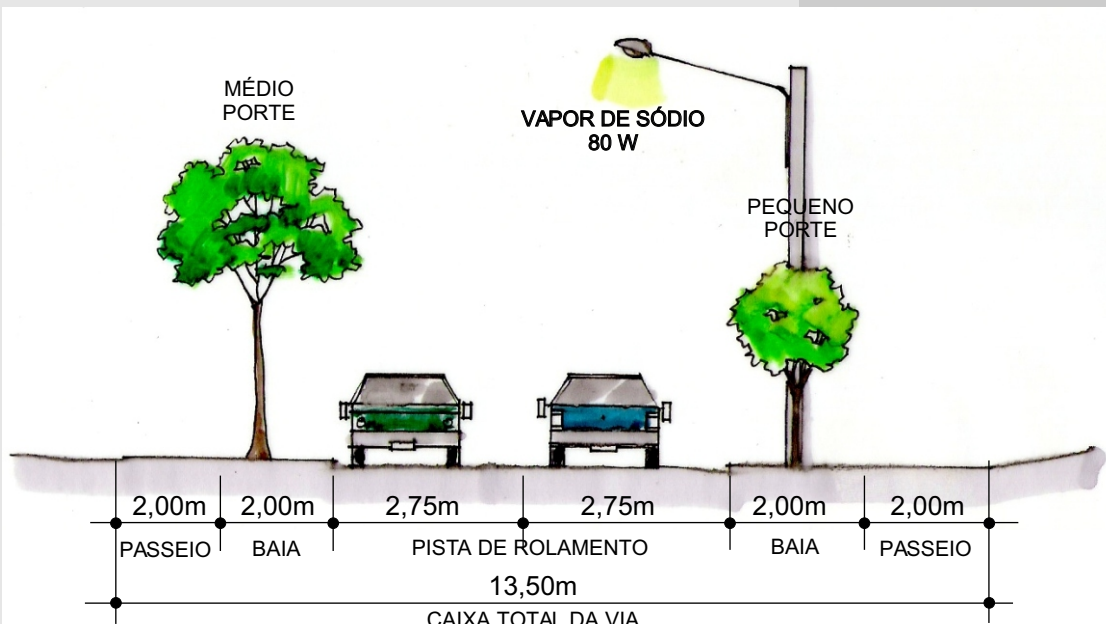 MÉDIO
PORTE
VAPOR DE SÓDIO
80 W
PEQUENO
PORTE
2,00m 2,00m 2,75m 2,75m 2,00m 2,00m
PASSEIO BAIA PISTA DE ROLAMENTO BAIA PASSEIO
13,50m
CAIXA TOTAL DA VIA